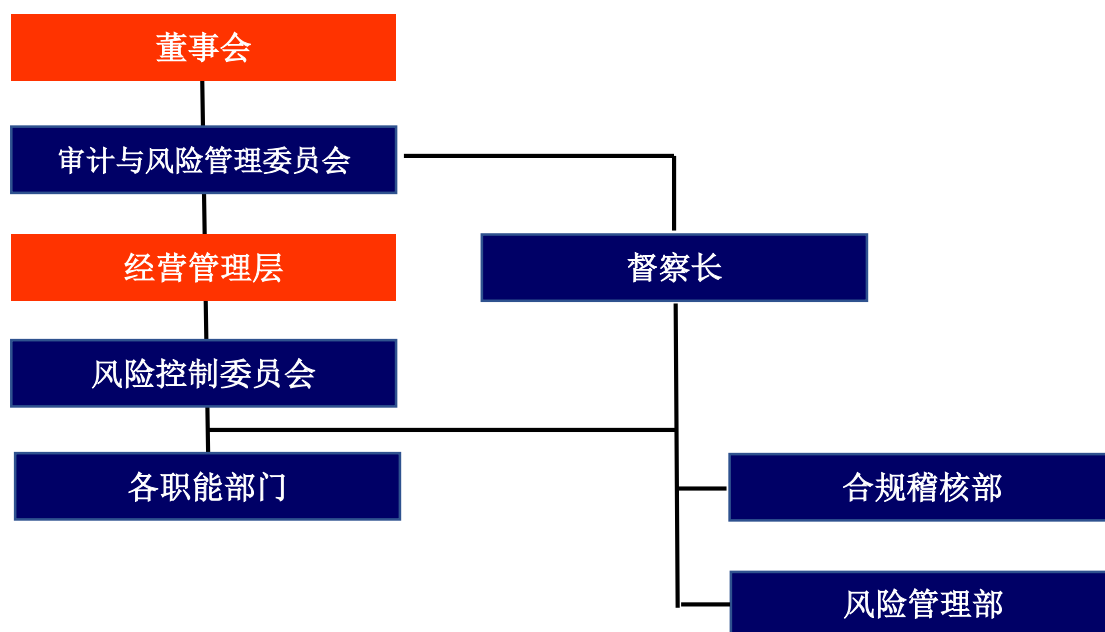 董事会
审计与风险管理委员会
经营管理层
督察长
风险控制委员会
各职能部门
合规稽核部
风险管理部